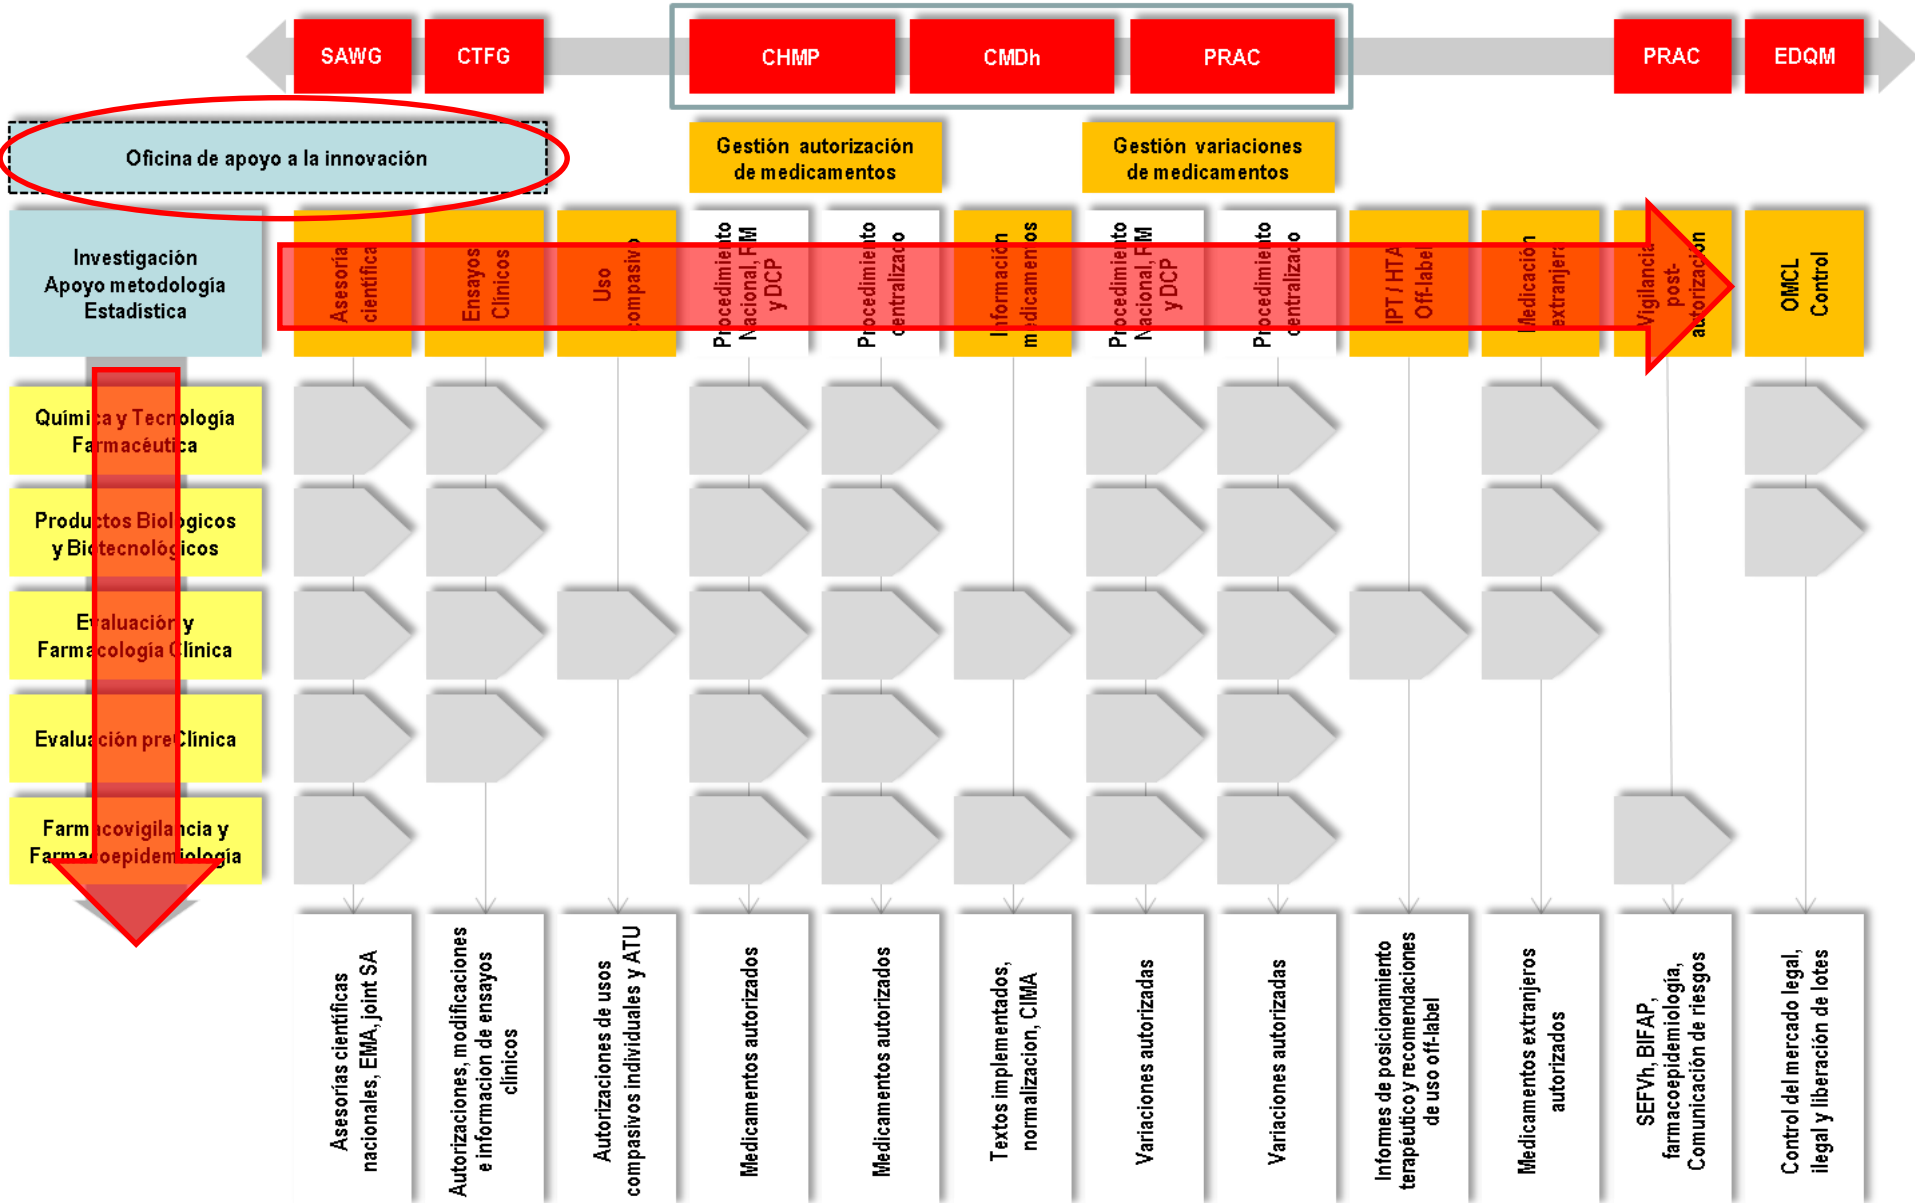 SAWG
CTFG
CHMP
CMDh
PRAC
PRAC
EDQM
Oficina de apoyo a la innovación
Gestión autorización
de medicamentos
Gestión variaciones
de medicamentos
Investigación
Apoyo metodología
Estadística
Asesoría
científica
Ensayos
Clínicos
Uso
compasivo
Procedimiento
Nacional, RM
y DCP
Procedimiento
centralizado
Información
medicamentos
Procedimiento
Nacional, RM
y DCP
Procedimiento
centralizado
IPT / HTA
Off-label
Medicación
extranjera
Vigilancia
post-
autorización
OMCL
Control
Química y Tecnología
Farmacéutica
Productos Biologicos
y Biotecnológicos
Evaluación y
Farmacología Clínica
Evaluación preClínica
Farmacovigilancia y
Farmacoepidemiología
Asesorías científicas
nacionales, EMA, joint SA
Autorizaciones, modificaciones
e informacion de ensayos
clínicos
Autorizaciones de usos
compasivos individuales y ATU
Medicamentos autorizados
Medicamentos autorizados
Textos implementados,
normalizacion, CIMA
Variaciones autorizadas
Variaciones autorizadas
Informes de posicionamiento
terapéutico y recomendaciones
de uso off-label
Medicamentos extranjeros
autorizados
SEFVh, BIFAP,
farmacoepidemiología,
Comunicación de riesgos
Control del mercado legal,
ilegal y liberación de lotes